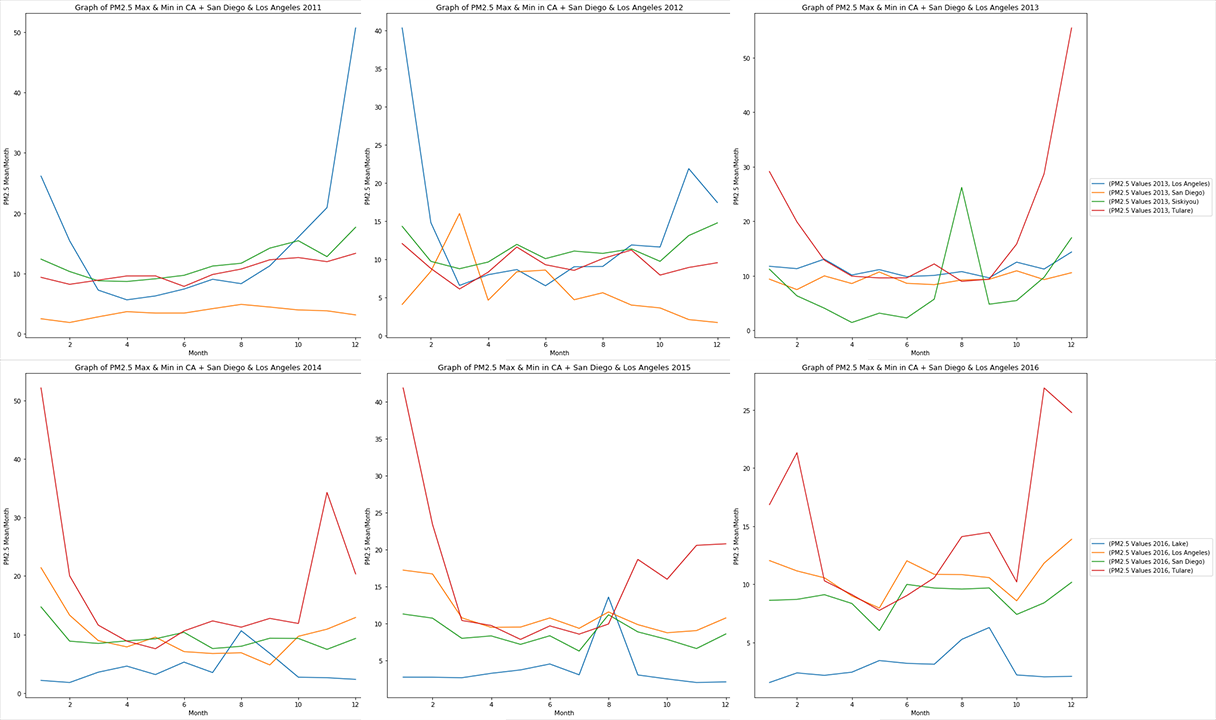 Graph of PM2.5 Max & Min in CA + San Diego & Los Angeles 2011
PM2.5 Mean/Month
50
40
30
20
10
0
2 4 6 8 10 12
Month
Graph of PM2.5 Max & Min in CA + San Diego & Los Angeles 2012
PM2.5 Mean/Month
40
35
30
25
20
15
10
5
0
2 4 6 8 10 12
Month
Graph of PM2.5 Max & Min in CA + San Diego & Los Angeles 2013
PM2.5 Mean/Month
50
40
30
20
10
0
2 4 6 8 10 12
Month
(PM2.5 Values 2013, Los Angeles)
(PM2.5 Values 2013, San Diego)
(PM2.5 Values 2013, Siskiyou)
(PM2.5 Values 2013, Tulare)
Graph of PM2.5 Max & Min in CA + San Diego & Los Angeles 2014
PM2.5 Mean/Month
50
40
30
20
10
0
2 4 6 8 10 12
Month
Graph of PM2.5 Max & Min in CA + San Diego & Los Angeles 2015
PM2.5 Mean/Month
40
35
30
25
20
15
10
5
2 4 6 8 10 12
Month
Graph of PM2.5 Max & Min in CA + San Diego & Los Angeles 2016
PM2.5 Mean/Month
25
20
15
10
5
2 4 6 8 10 12
Month
(PM2.5 Values 2016, Lake)
(PM2.5 Values 2016, Los Angeles)
(PM2.5 Values 2016, San Diego)
(PM2.5 Values 2016, Tulare)